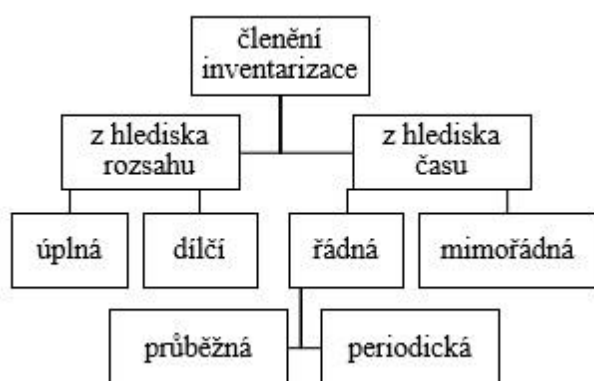 členění
inventarizace
z hlediska
rozsahu
z hlediska
času
úplná
dílčí
řádná
mimořádná
průběžná
periodická